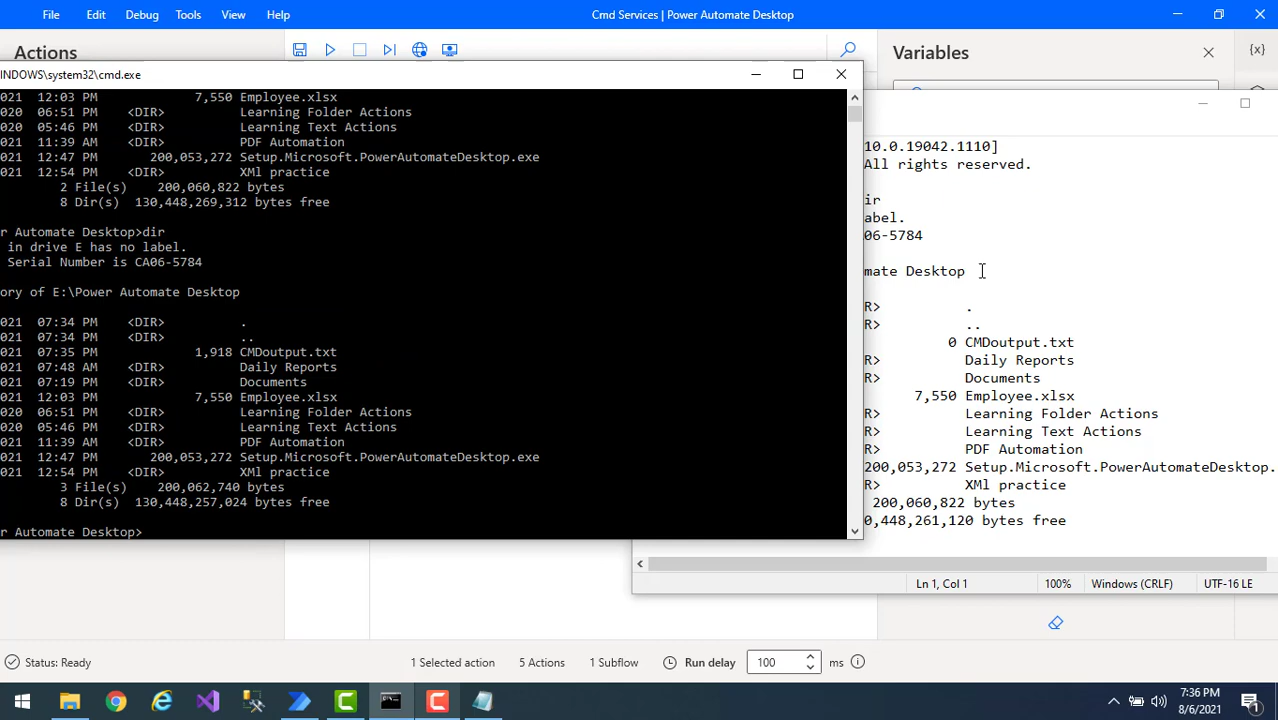 File Edit Debug Tools View Help Cmd Services | Power Automate Desktop
Actions
Variables
{x}
INDOWS\system32\cmd.exe
021 12:03 PM 7,550 Employee.xlsx
020 06:51 PM <DIR> Learning Folder Actions
020 05:46 PM <DIR> Learning Text Actions
021 11:39 AM <DIR> PDF Automation
021 12:47 PM 200,053,272 Setup.Microsoft.PowerAutomateDesktop.exe
021 12:54 PM <DIR> XMl practice
2 File(s) 200,060,822 bytes
8 Dir(s) 130,448,269,312 bytes free
r Automate Desktop>dir
in drive E has no label.
Serial Number is CA06-5784
ory of E:\Power Automate Desktop
021 07:34 PM <DIR> .
021 07:34 PM <DIR> ..
021 07:35 PM 1,918 CMDoutput.txt
021 07:48 AM <DIR> Daily Reports
021 07:19 PM <DIR> Documents
021 12:03 PM 7,550 Employee.xlsx
020 06:51 PM <DIR> Learning Folder Actions
020 05:46 PM <DIR> Learning Text Actions
021 11:39 AM <DIR> PDF Automation
021 12:47 PM 200,053,272 Setup.Microsoft.PowerAutomateDesktop.exe
021 12:54 PM <DIR> XMl practice
3 File(s) 200,062,740 bytes
8 Dir(s) 130,448,257,024 bytes free
r Automate Desktop>
10.0.19042.1110]
All rights reserved.
ir
abel.
06-5784
mate Desktop
R> .
R> ..
0 CMDoutput.txt
R> Daily Reports
R> Documents
7,550 Employee.xlsx
R> Learning Folder Actions
R> Learning Text Actions
R> PDF Automation
200,053,272 Setup.Microsoft.PowerAutomateDesktop.
R> XMl practice
200,060,822 bytes
0,448,261,120 bytes free
Ln 1, Col 1 100% Windows (CRLF) UTF-16 LE
Status: Ready 1 Selected action 5 Actions 1 Subflow Run delay 100 ms
7:36 PM
8/6/2021
1